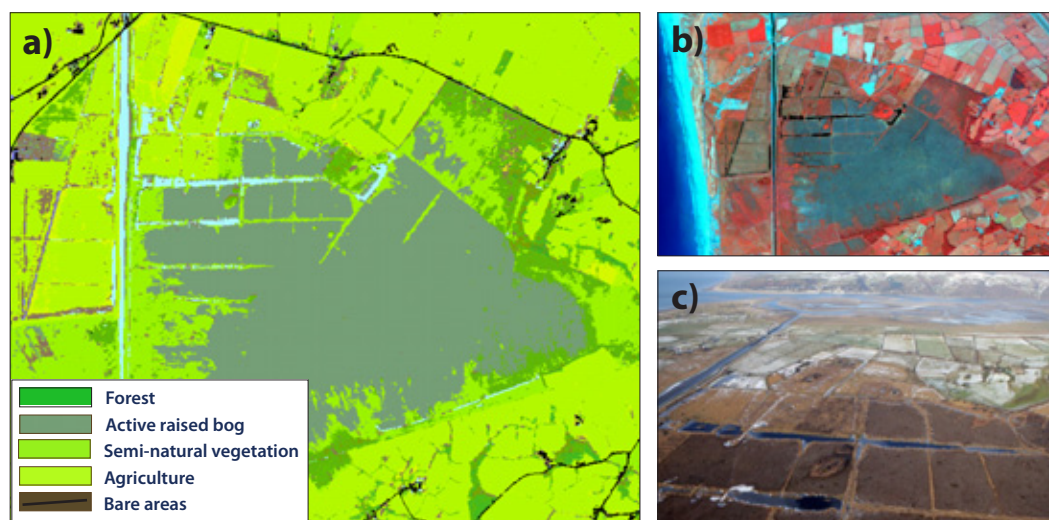 a)
b)
c)
Forest
Active raised bog
Semi-natural vegetation
Agriculture
Bare areas